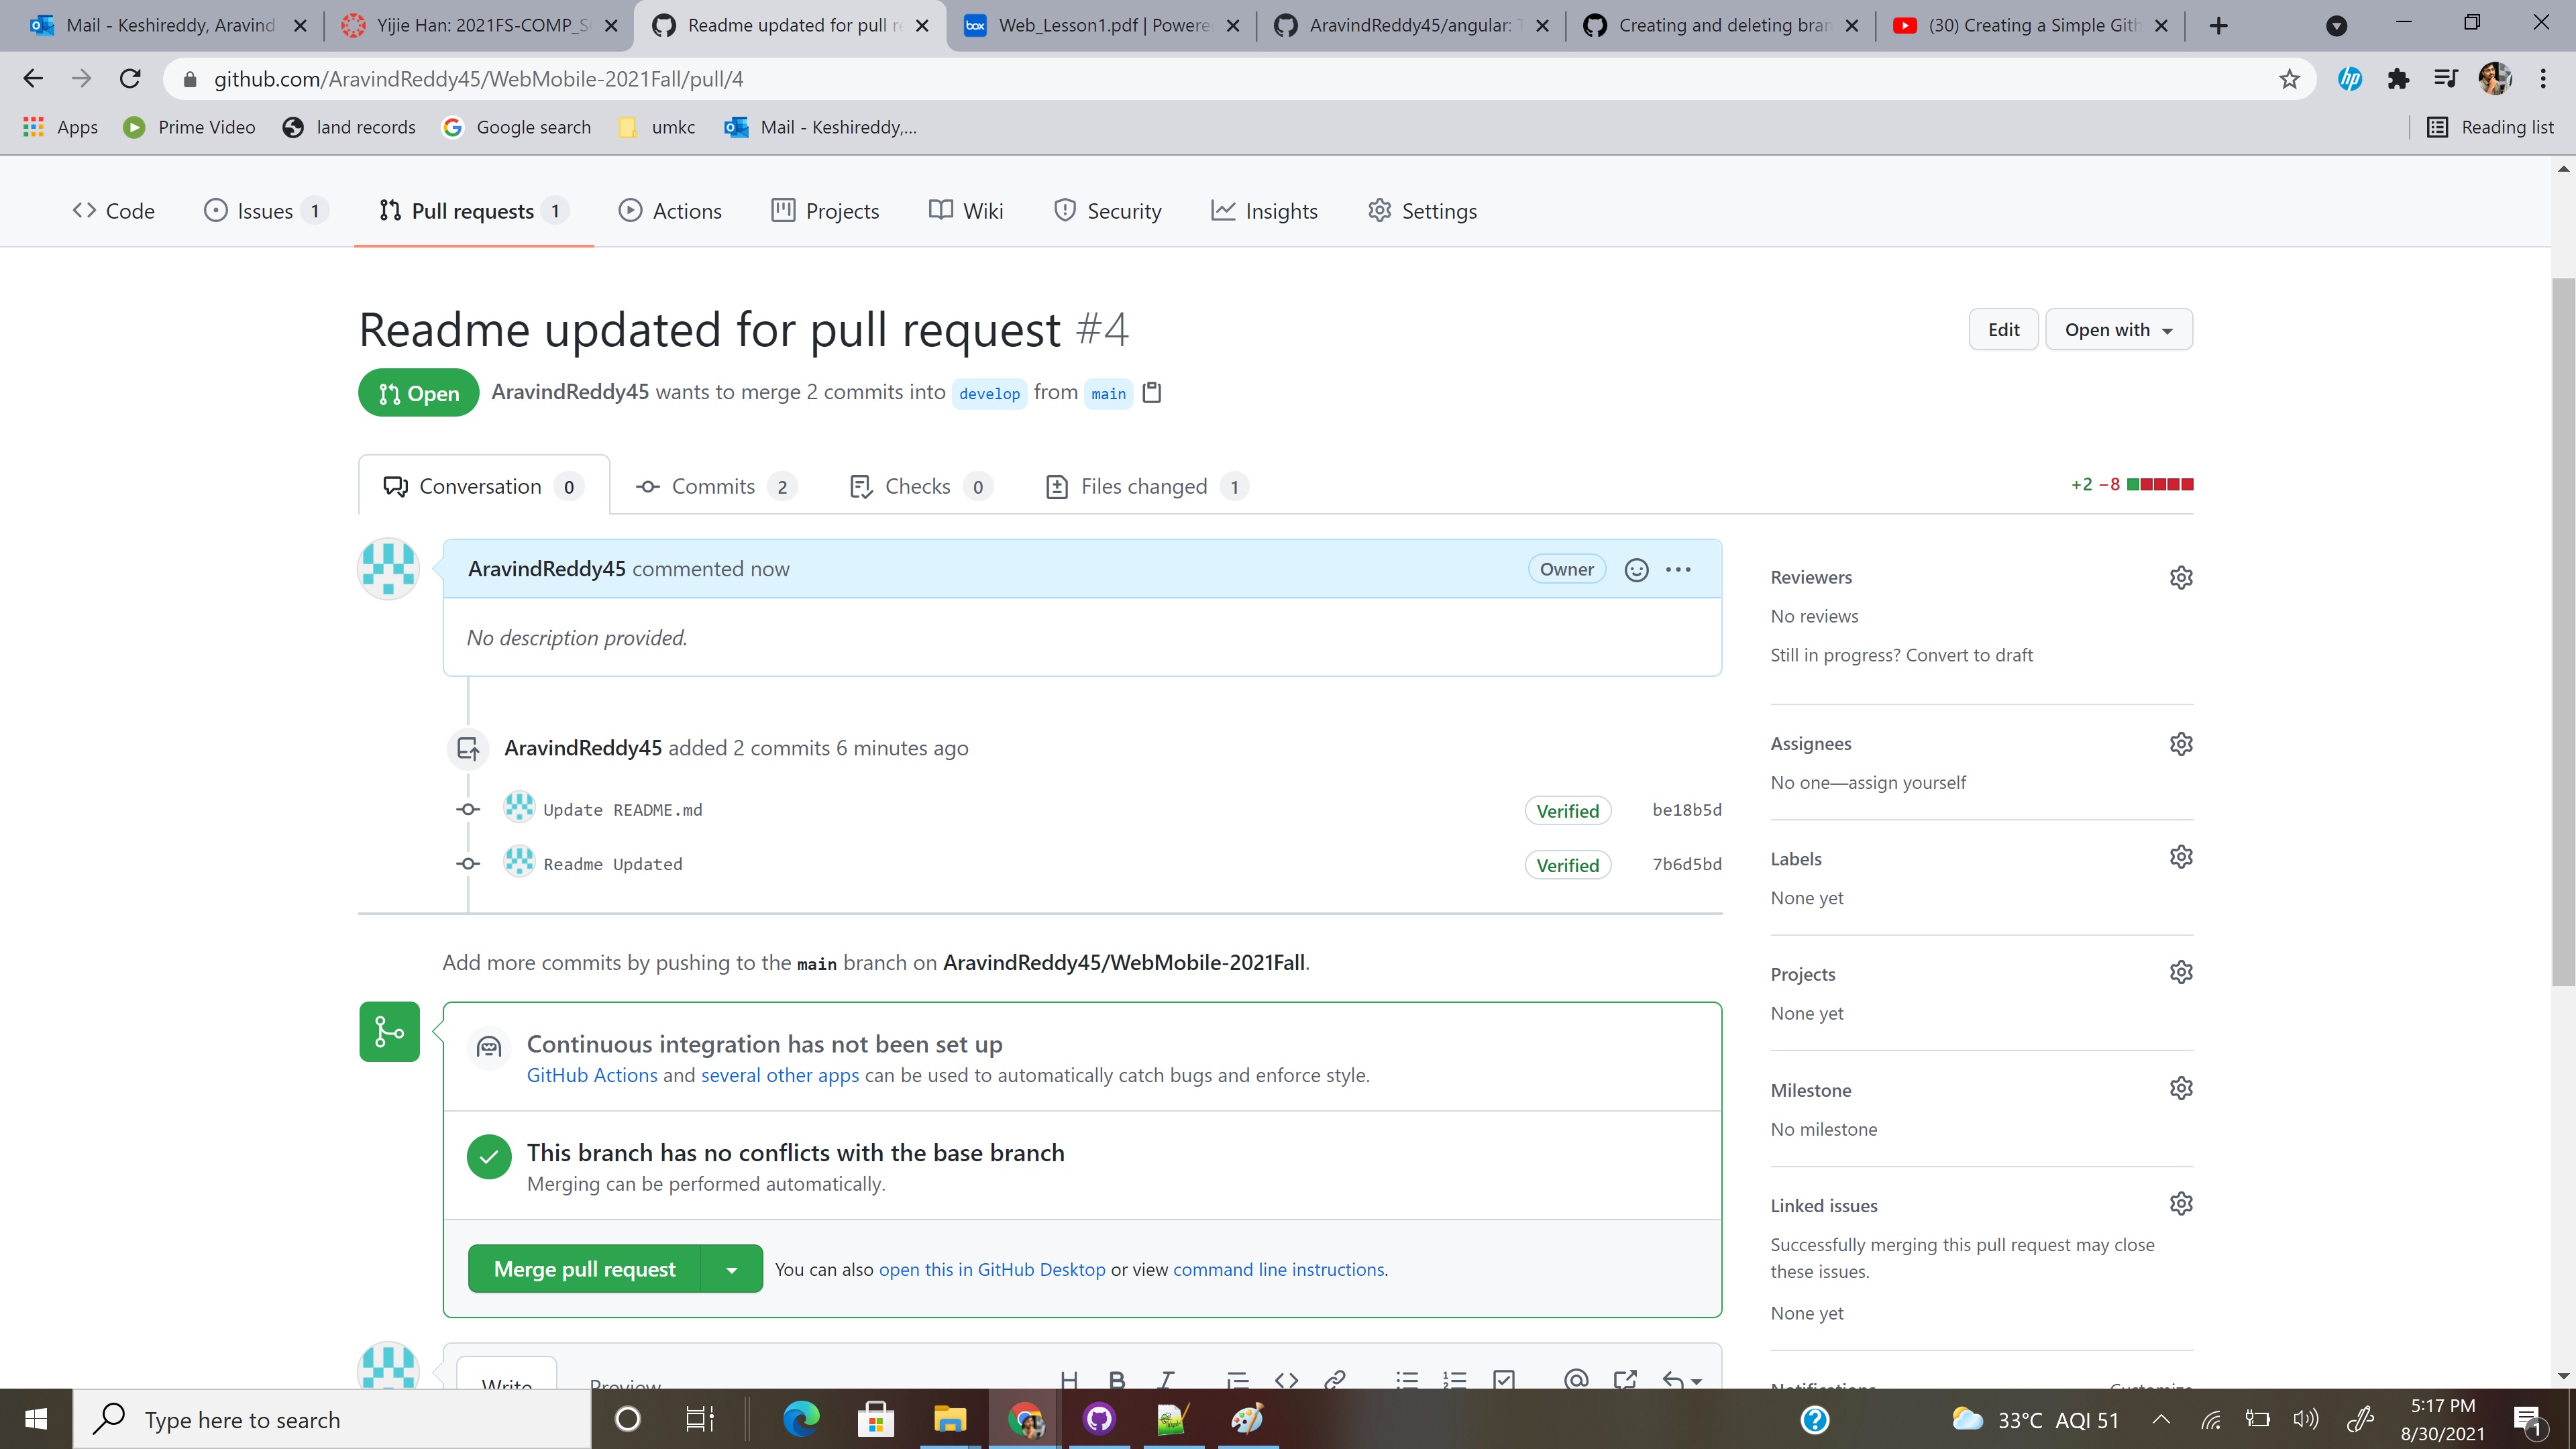 Mail - Keshireddy, Aravind
Yijie Han: 2021FS-COMP_S
Readme updated for pull re
Web_Lesson1.pdf | Powere
AravindReddy45/angular: T
Creating and deleting bran
(30) Creating a Simple Gith
github.com/AravindReddy45/WebMobile-2021Fall/pull/4
Apps
Prime Video
land records
Google search
umkc
Mail - Keshireddy,...
Reading list
Code
Issues 1
Pull requests 1
Actions
Projects
Wiki
Security
Insights
Settings
Readme updated for pull request #4
Edit
Open with
Open
AravindReddy45 wants to merge 2 commits into develop from main
Conversation 0
Commits 2
Checks 0
Files changed 1
+2 −8
AravindReddy45 commented now
Owner
No description provided.
AravindReddy45 added 2 commits 6 minutes ago
Update README.md
Verified
be18b5d
Readme Updated
Verified
7b6d5bd
Add more commits by pushing to the main branch on AravindReddy45/WebMobile-2021Fall.
Continuous integration has not been set up
GitHub Actions and several other apps can be used to automatically catch bugs and enforce style.
This branch has no conflicts with the base branch
Merging can be performed automatically.
Merge pull request
You can also open this in GitHub Desktop or view command line instructions.
Write
Preview
Reviewers
No reviews
Still in progress? Convert to draft
Assignees
No one—assign yourself
Labels
None yet
Projects
None yet
Milestone
No milestone
Linked issues
Successfully merging this pull request may close
these issues.
None yet
Notifications
Customize
Type here to search
33°C AQI 51
5:17 PM
8/30/2021
1